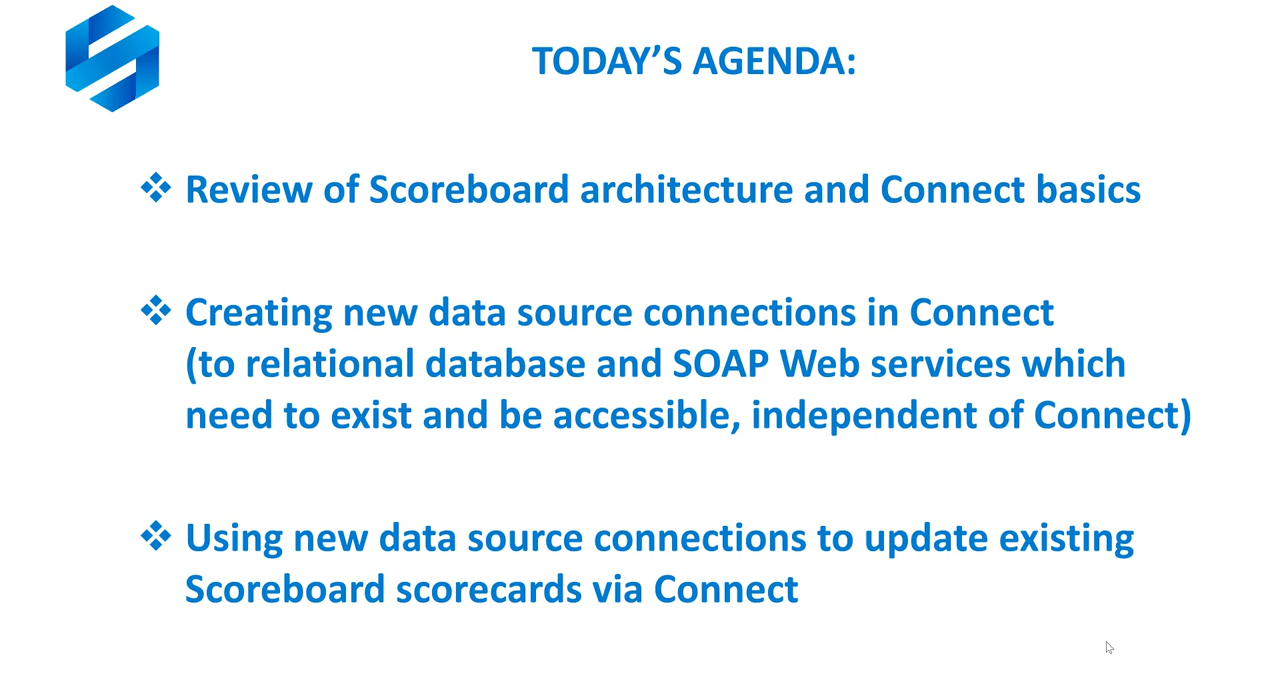 TODAY’S AGENDA:
❖ Review of Scoreboard architecture and Connect basics
❖ Creating new data source connections in Connect
(to relational database and SOAP Web services which
need to exist and be accessible, independent of Connect)
❖ Using new data source connections to update existing
Scoreboard scorecards via Connect